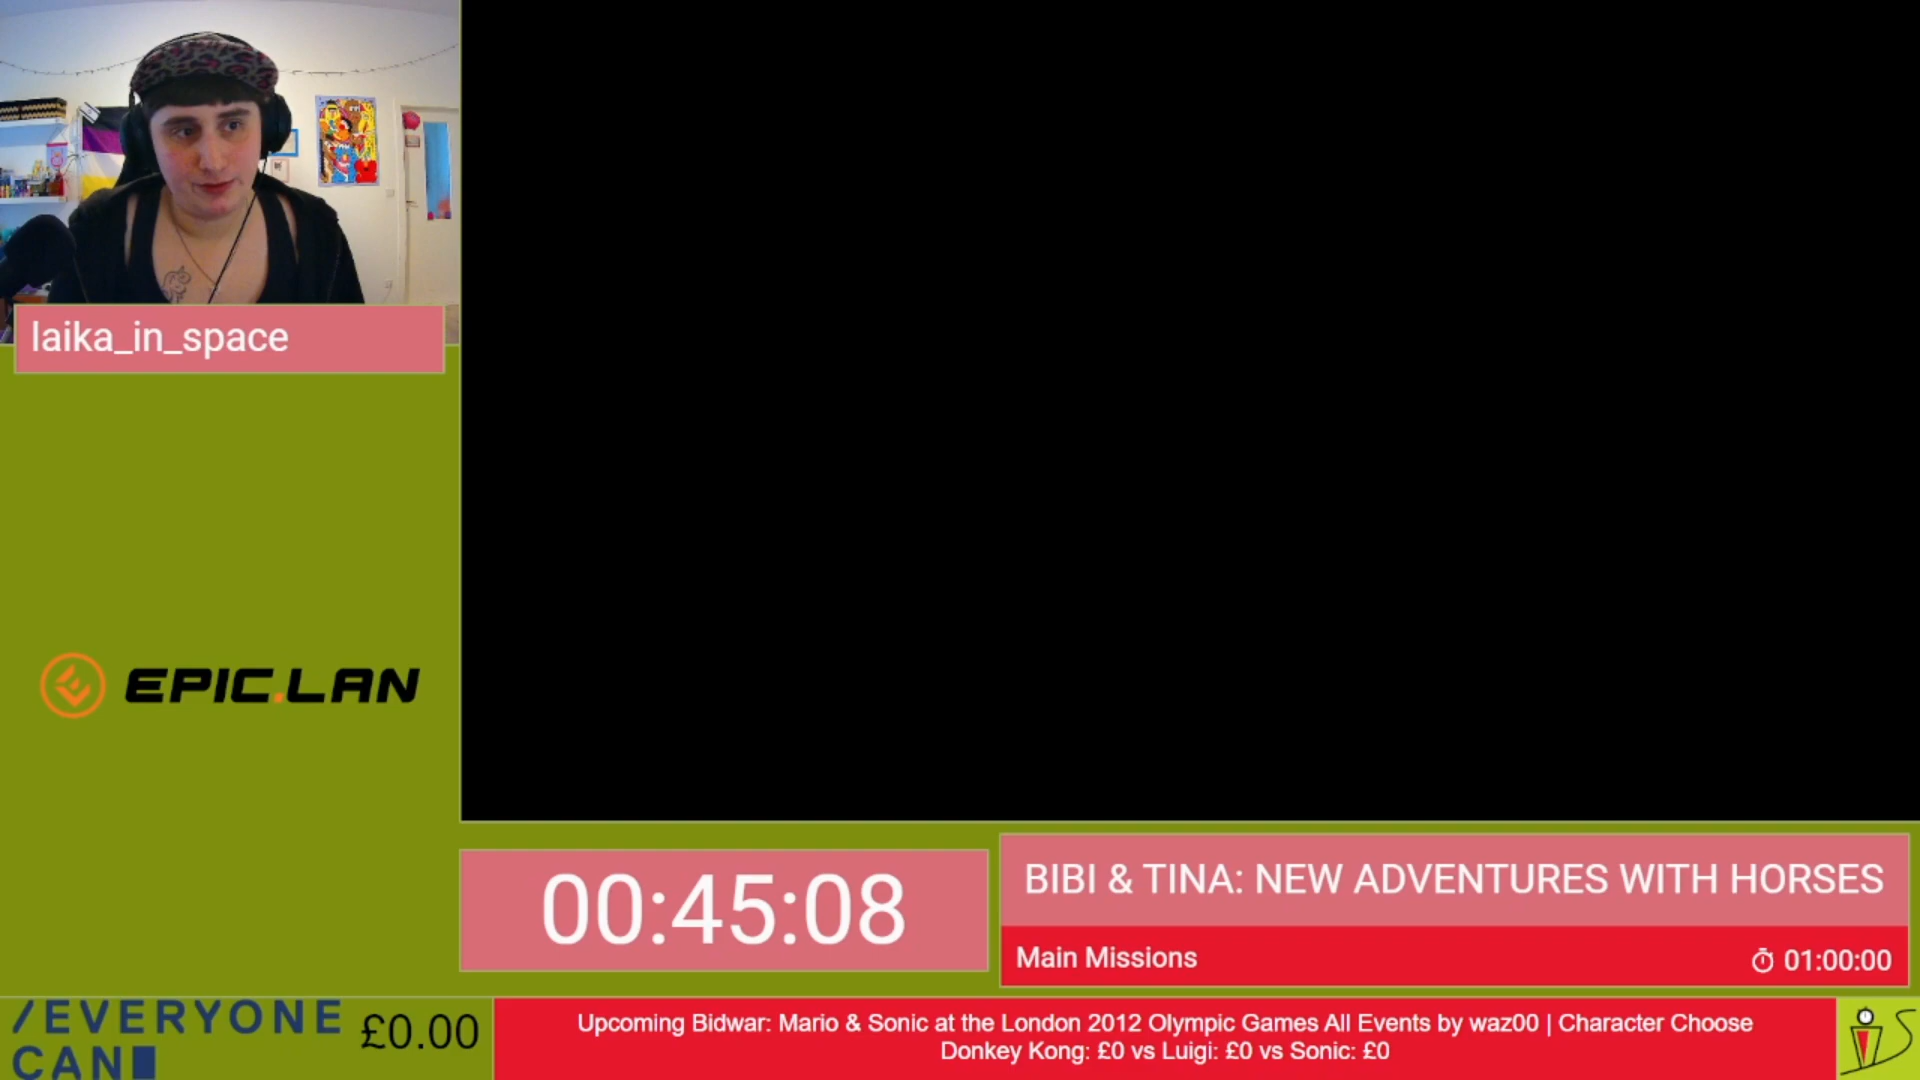 laika_in_space
EPIC.LAN
00:45:08
BIBI & TINA: NEW ADVENTURES WITH HORSES
Main Missions
01:00:00
/EVERYONE
CAN
£0.00
Upcoming Bidwar: Mario & Sonic at the London 2012 Olympic Games All Events by waz00 | Character Choose
Donkey Kong: £0 vs Luigi: £0 vs Sonic: £0